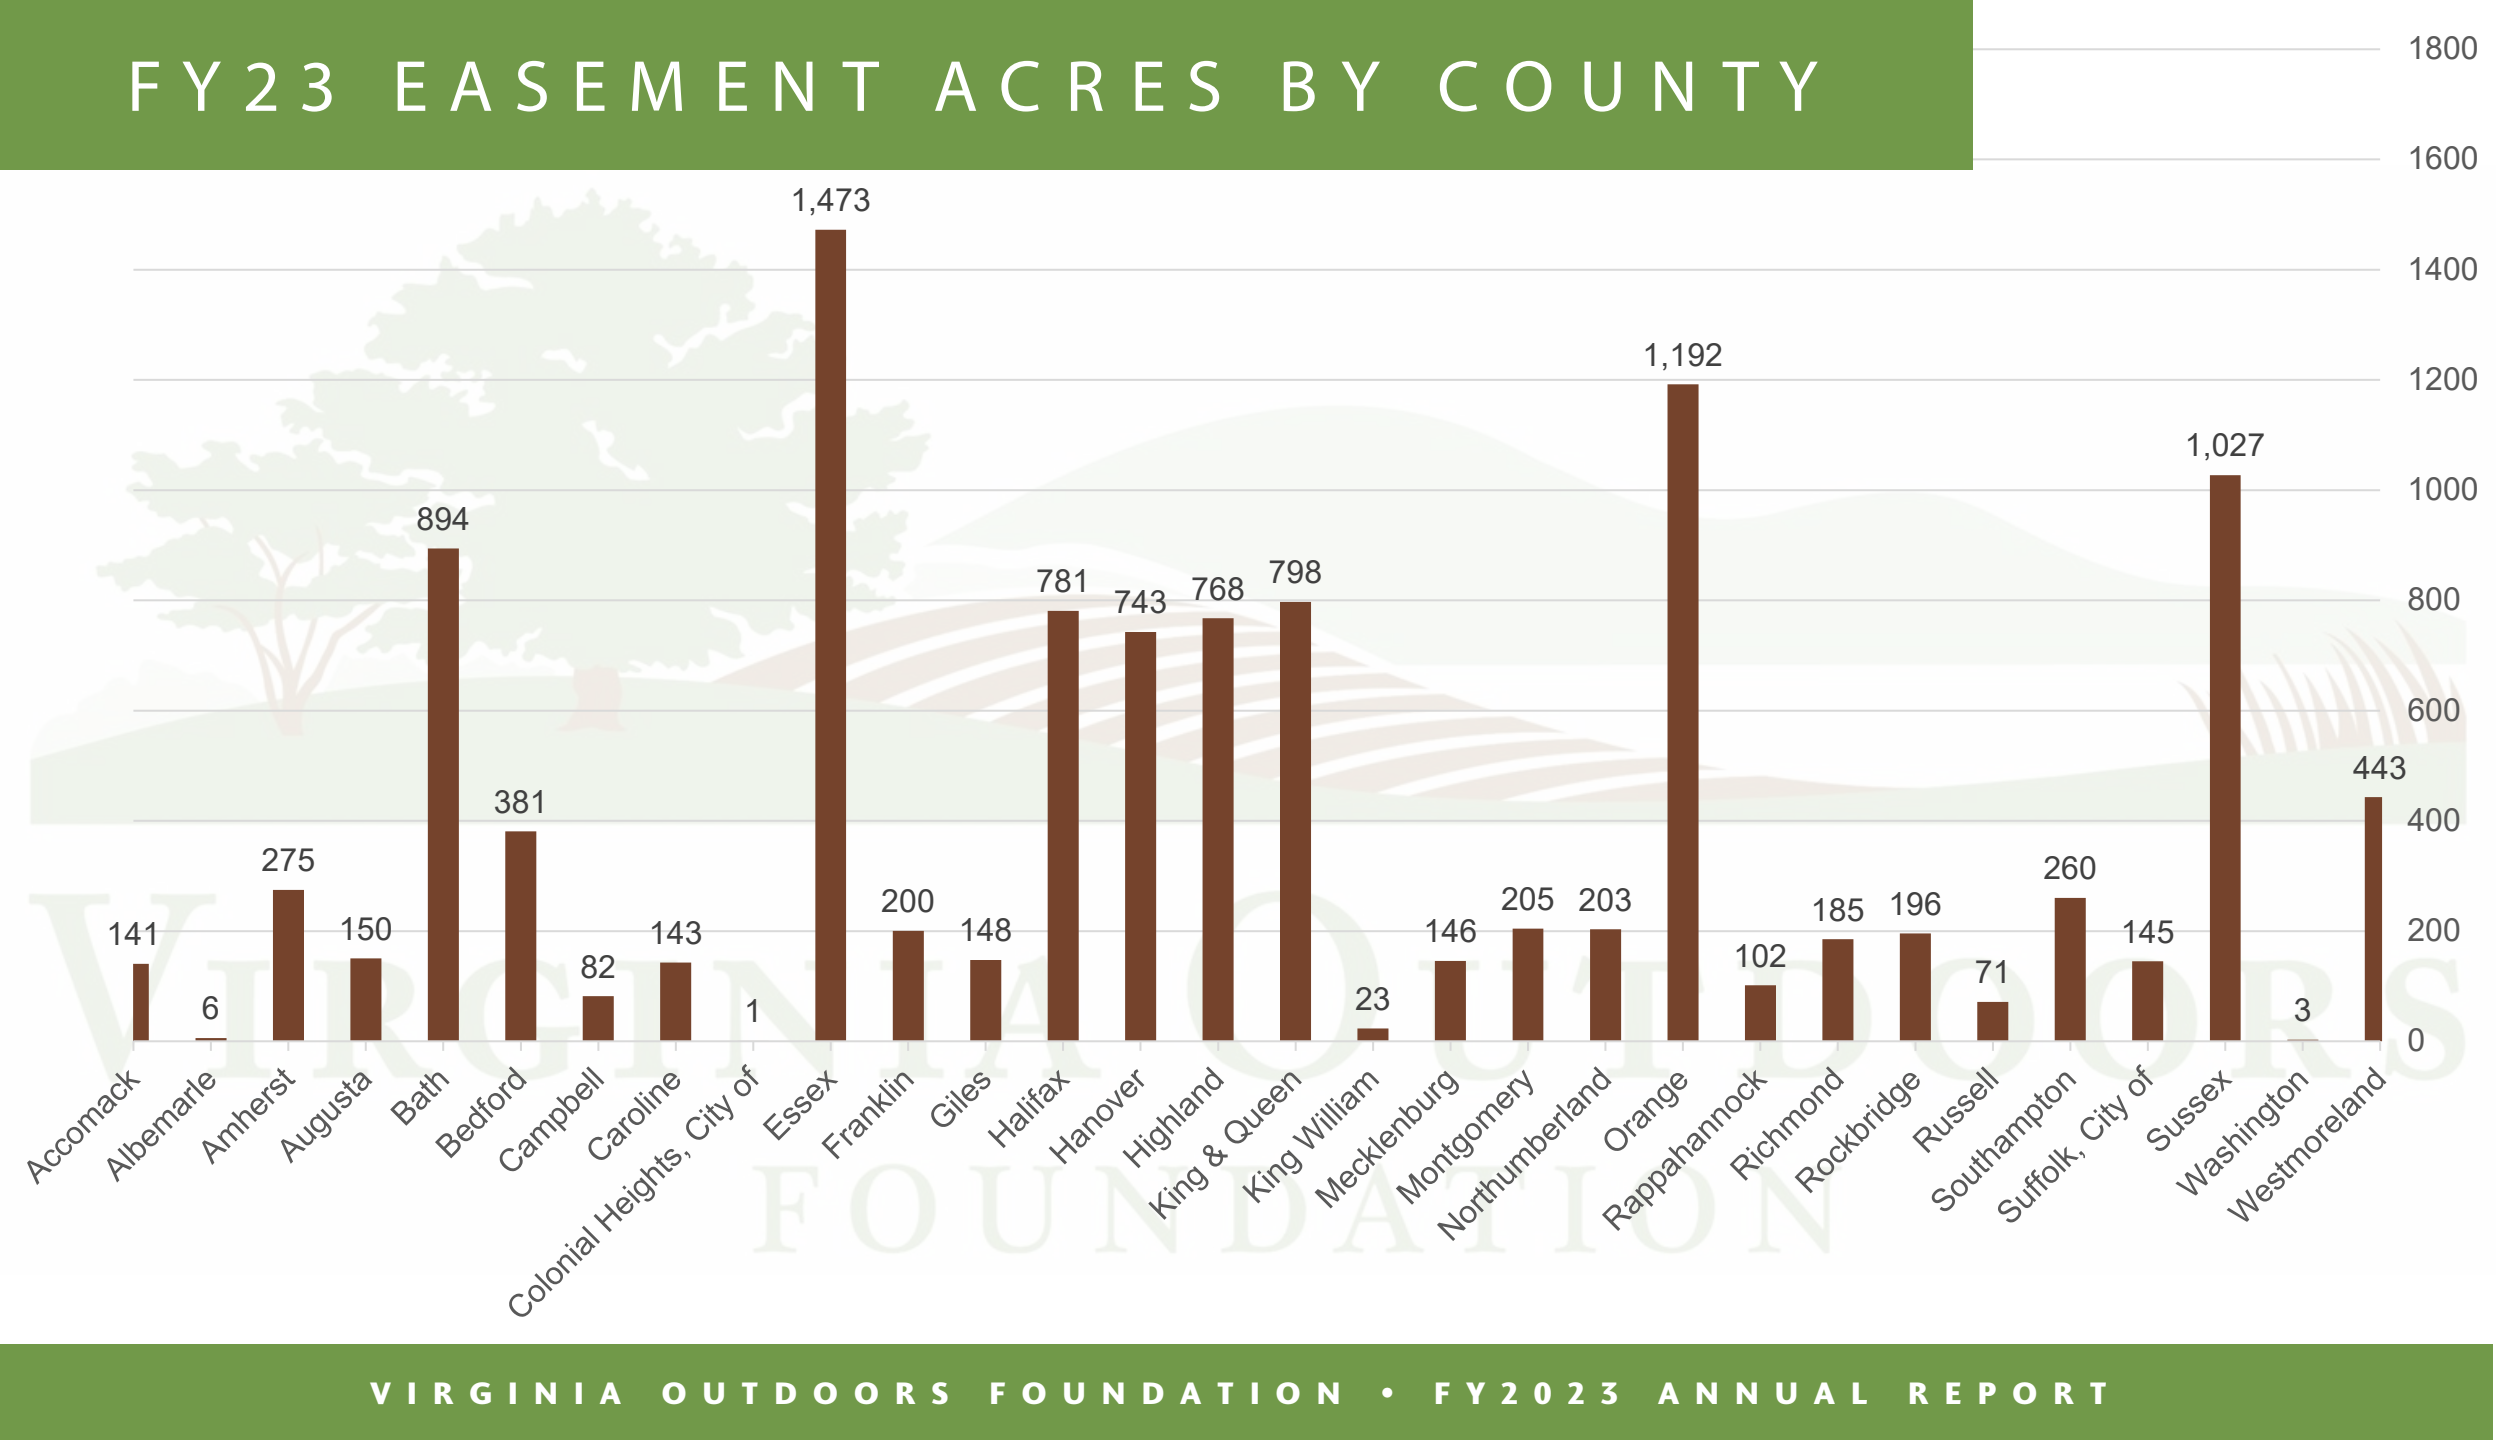 FY23 EASEMENT ACRES BY COUNTY
1800
1600
1400
1200
1000
800
600
400
200
0
141
6
275
150
894
381
82
143
1
1,473
200
148
781
743
768
798
23
146
205
203
1,192
102
185
196
71
260
145
1,027
3
443
Accomack
Albemarle
Amherst
Augusta
Bath
Bedford
Campbell
Caroline
Colonial Heights, City of
Essex
Franklin
Giles
Halifax
Hanover
Highland
King & Queen
King William
Mecklenburg
Montgomery
Northumberland
Orange
Rappahannock
Richmond
Rockbridge
Russell
Southampton
Suffolk, City of
Sussex
Washington
Westmoreland
VIRGINIA OUTDOORS
FOUNDATION
VIRGINIA OUTDOORS FOUNDATION • FY2023 ANNUAL REPORT